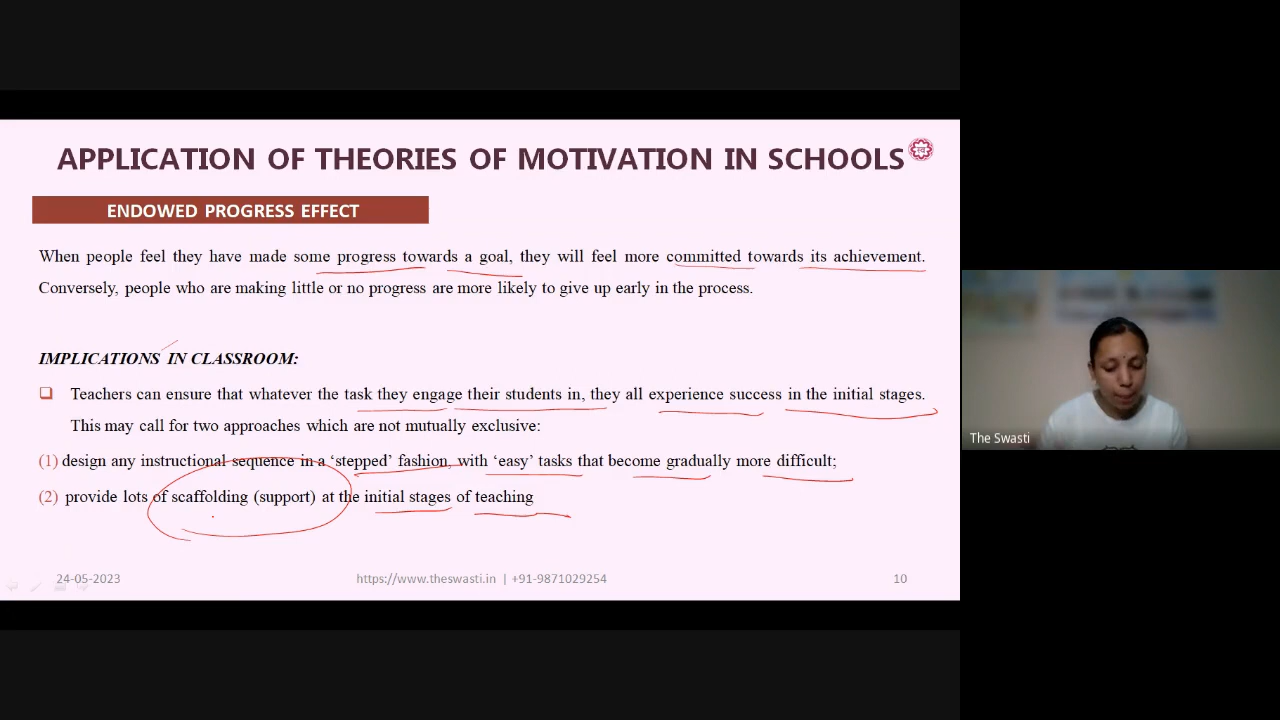 APPLICATION OF THEORIES OF MOTIVATION IN SCHOOLS
ENDOWED PROGRESS EFFECT
When people feel they have made some progress towards a goal, they will feel more committed towards its achievement.
Conversely, people who are making little or no progress are more likely to give up early in the process.
IMPLICATIONS IN CLASSROOM:
Teachers can ensure that whatever the task they engage their students in, they all experience success in the initial stages.
This may call for two approaches which are not mutually exclusive:
(1) design any instructional sequence in a ‘stepped’ fashion, with ‘easy’ tasks that become gradually more difficult;
(2) provide lots of scaffolding (support) at the initial stages of teaching
24-05-2023 https://www.theswasti.in | +91-9871029254 10
The Swasti